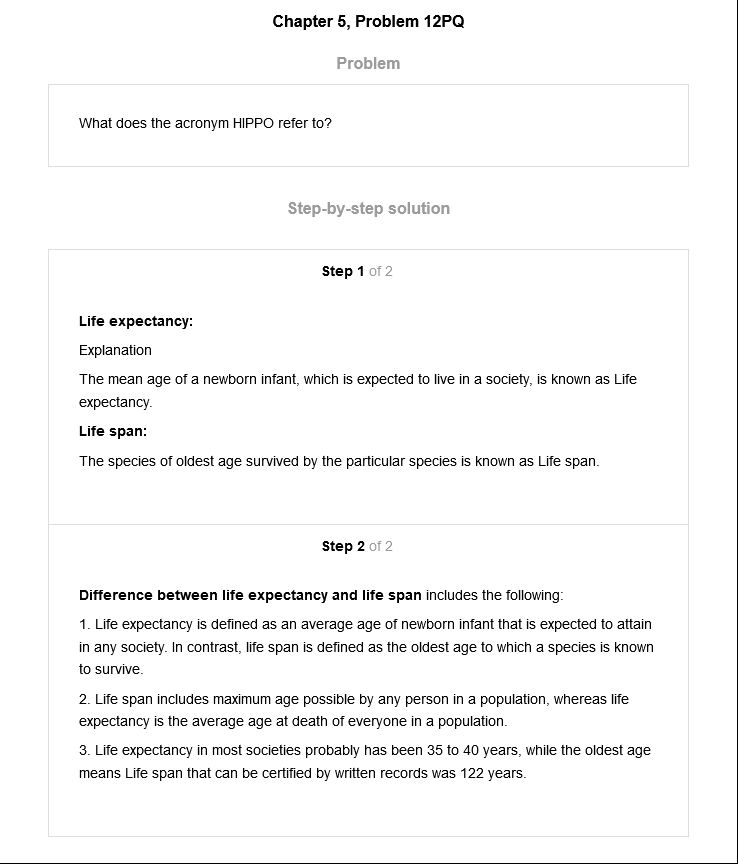 Chapter 5, Problem 12PQ
Problem
What does the acronym HIPPO refer to?
Step-by-step solution
Step 1 of 2
Life expectancy:
Explanation
The mean age of a newborn infant, which is expected to live in a society, is known as Life
expectancy.
Life span:
The species of oldest age survived by the particular species is known as Life span.
Step 2 of 2
Difference between life expectancy and life span includes the following:
1. Life expectancy is defined as an average age of newborn infant that is expected to attain
in any society. In contrast, life span is defined as the oldest age to which a species is known
to survive.
2. Life span includes maximum age possible by any person in a population, whereas life
expectancy is the average age at death of everyone in a population.
3. Life expectancy in most societies probably has been 35 to 40 years, while the oldest age
means Life span that can be certified by written records was 122 years.